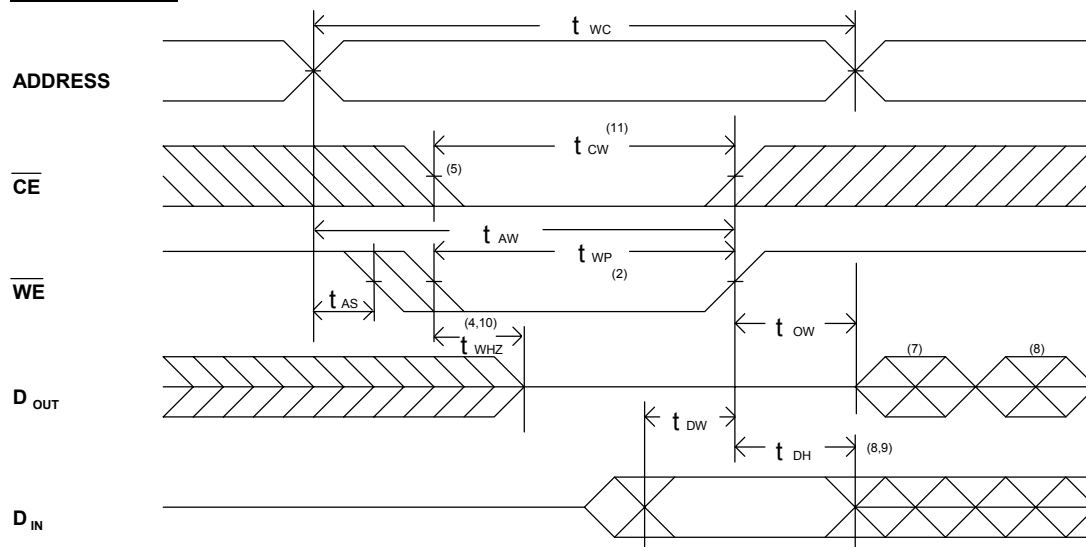 t WC
ADDRESS
t CW (11)
CE (5)
t AW
t WP (2)
WE
t AS
(4,10)
t WHZ
t OW
(7) (8)
D OUT
t DW
t DH (8,9)
D IN